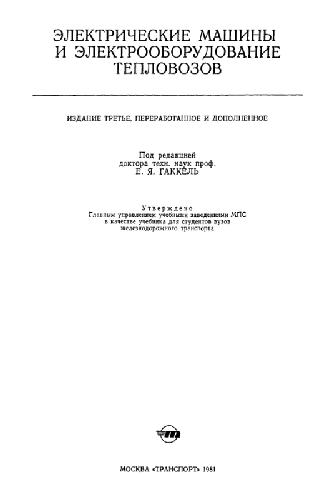 ЭЛЕКТРИЧЕСКИЕ МАШИНЫ
И ЭЛЕКТРООБОРУДОВАНИЕ
ТЕПЛОВОЗОВ
ИЗДАНИЕ ТРЕТЬЕ, ПЕРЕРАБОТАННОЕ И ДОПОЛНЕННОЕ
Под редакцией
доктора техн. наук проф.
Е. Я. ГАККЕЛЬ
Утверждено
Главным управлением учебными заведениями МПС
в качестве учебника для студентов вузов
железнодорожного транспорта
МОСКВА «ТРАНСПОРТ» 1981